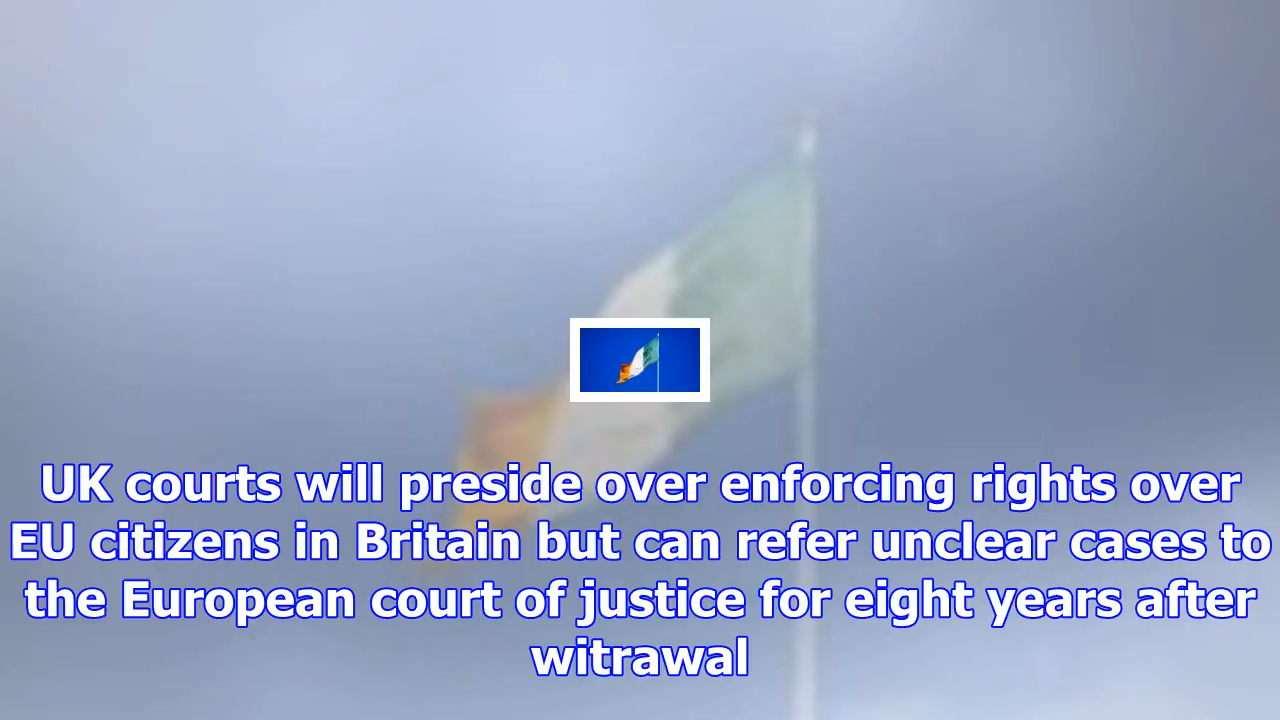 UK courts will preside over enforcing rights over
EU citizens in Britain but can refer unclear cases to
the European court of justice for eight years after
witrawal